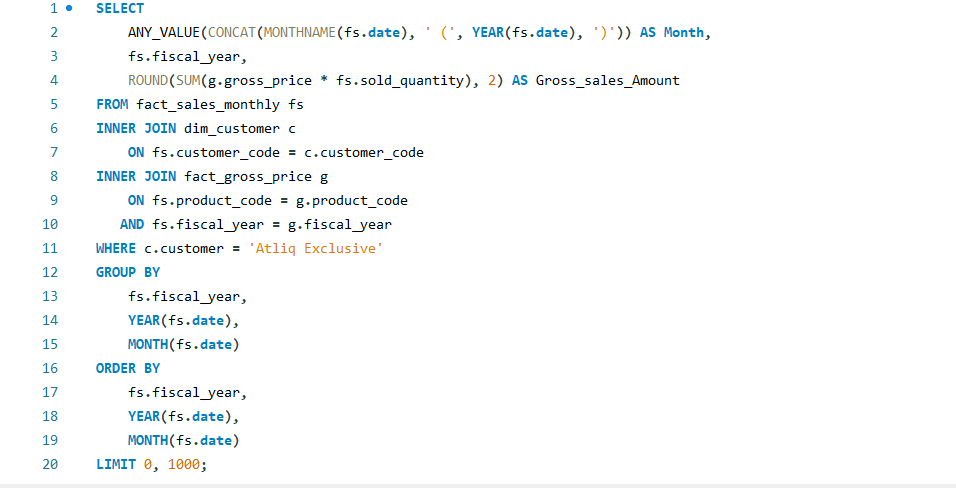 1 SELECT
2 ANY_VALUE(CONCAT(MONTHNAME(fs.date), ' (', YEAR(fs.date), ')')) AS Month,
3 fs.fiscal_year,
4 ROUND(SUM(g.gross_price * fs.sold_quantity), 2) AS Gross_sales_Amount
5 FROM fact_sales_monthly fs
6 INNER JOIN dim_customer c
7 ON fs.customer_code = c.customer_code
8 INNER JOIN fact_gross_price g
9 ON fs.product_code = g.product_code
10 AND fs.fiscal_year = g.fiscal_year
11 WHERE c.customer = 'Atliq Exclusive'
12 GROUP BY
13 fs.fiscal_year,
14 YEAR(fs.date),
15 MONTH(fs.date)
16 ORDER BY
17 fs.fiscal_year,
18 YEAR(fs.date),
19 MONTH(fs.date)
20 LIMIT 0, 1000;